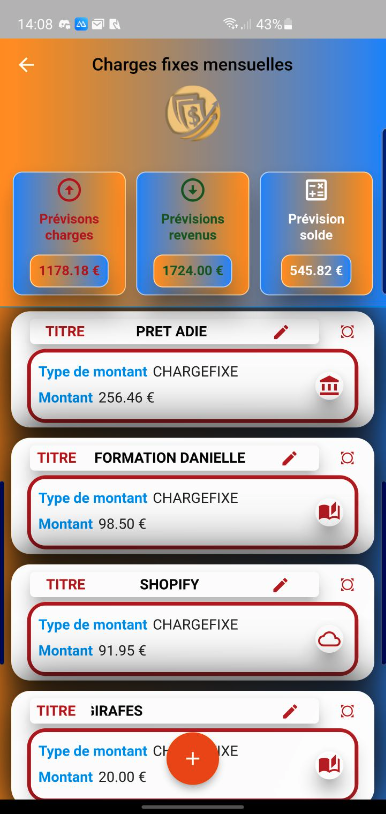 14:08 43%
Charges fixes mensuelles
Prévisons charges
1178.18 €
Prévisions revenus
1724.00 €
Prévision solde
545.82 €
TITRE PRET ADIE
Type de montant CHARGEFIXE
Montant 256.46 €
TITRE FORMATION DANIELLE
Type de montant CHARGEFIXE
Montant 98.50 €
TITRE SHOPIFY
Type de montant CHARGEFIXE
Montant 91.95 €
TITRE IRAFES
Type de montant CH IXE
Montant 20.00 €